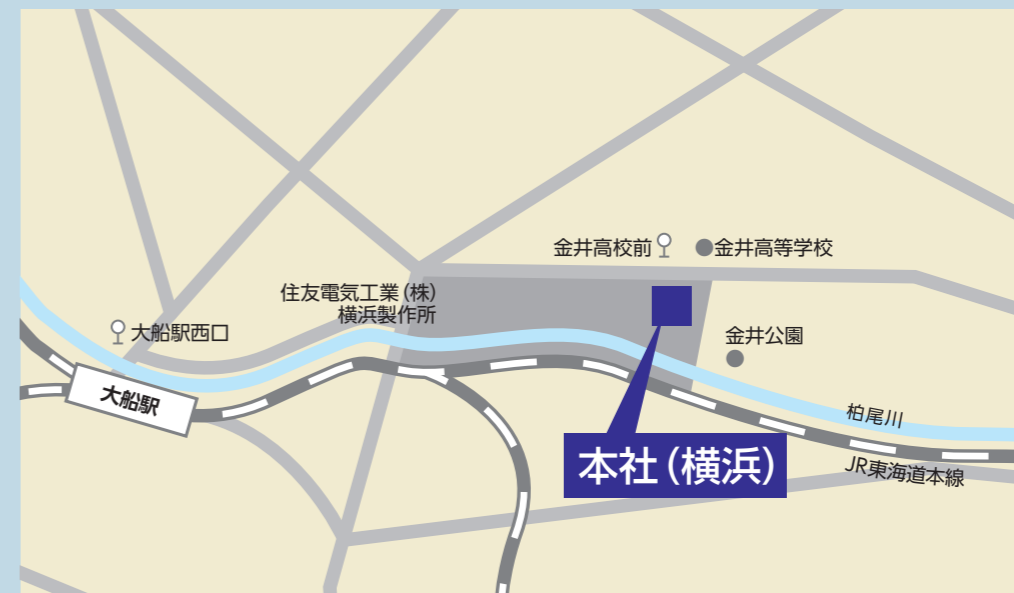 金井高校前
金井高等学校
住友電気工業(株)
横浜製作所
大船駅西口
金井公園
大船駅
柏尾川
本社(横浜)
JR東海道本線